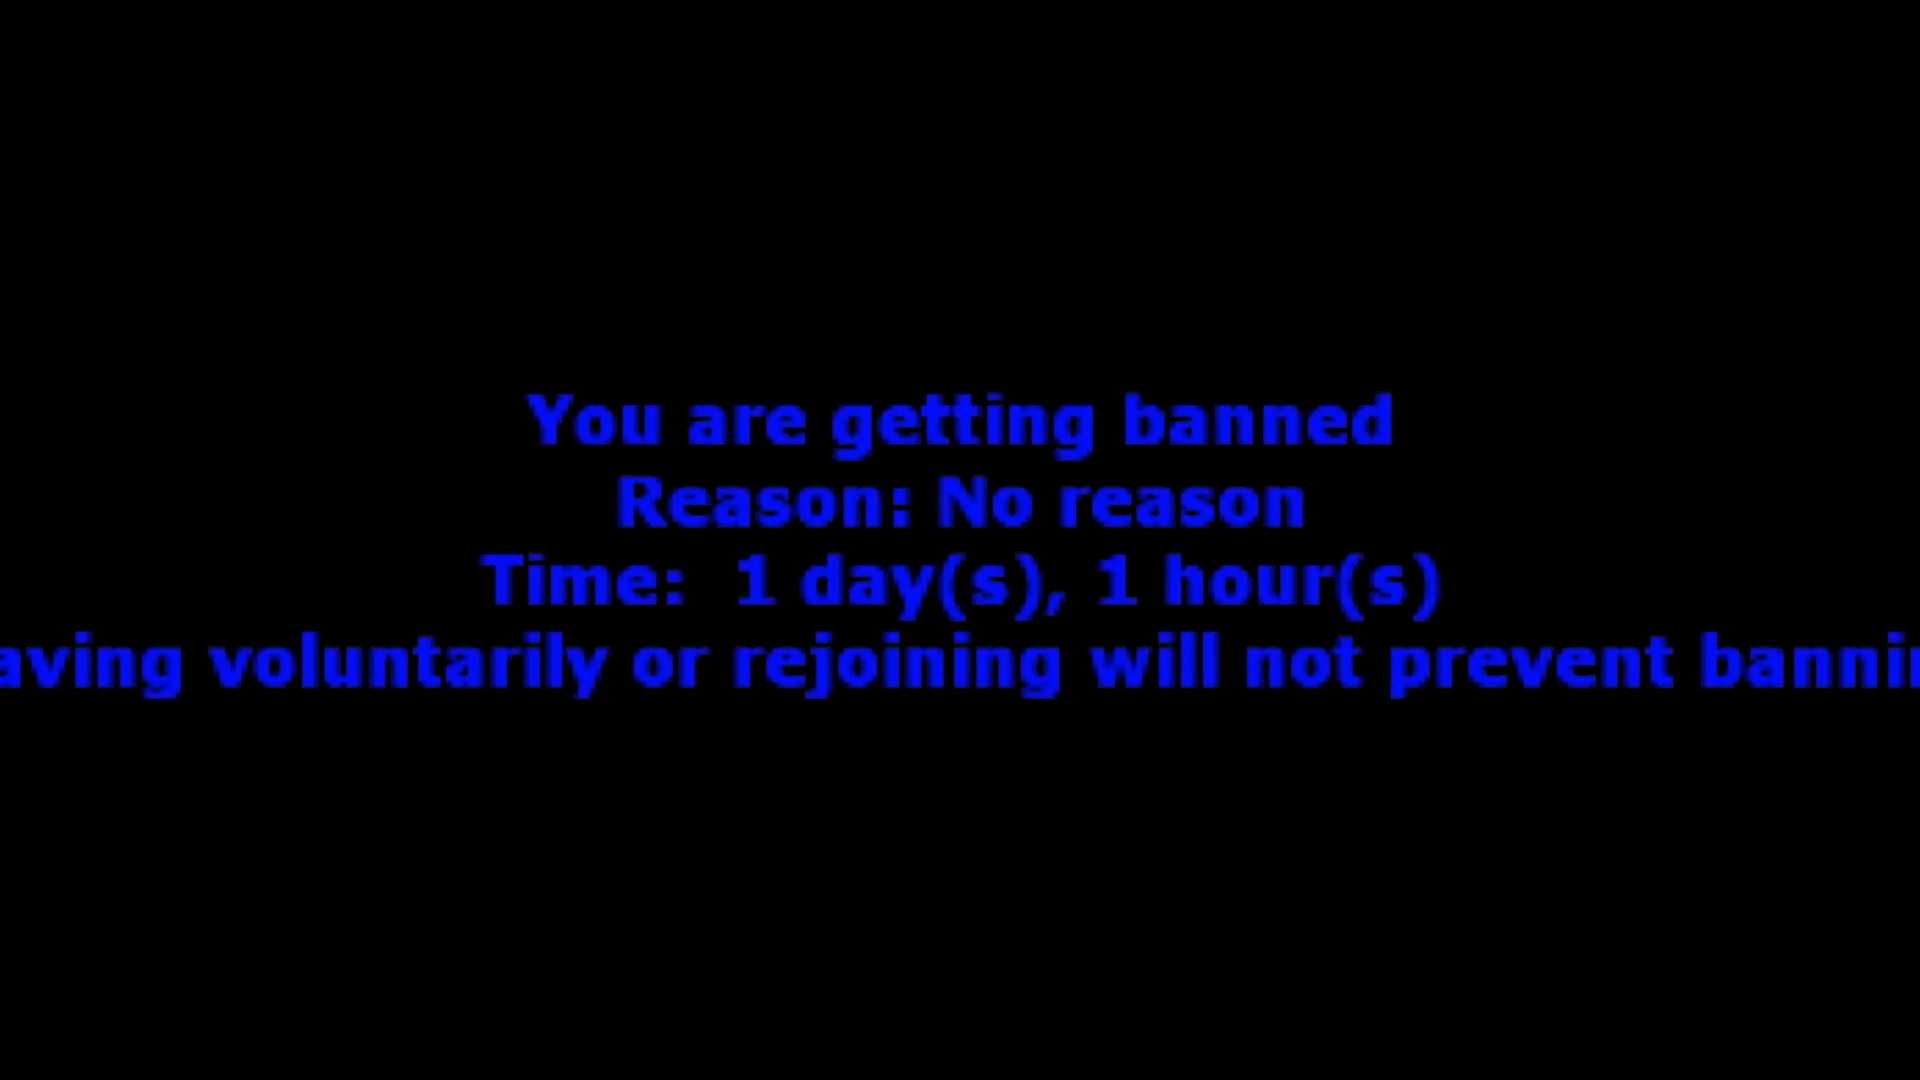 You are getting banned
Reason: No reason
Time:  1 day(s), 1 hour(s)
aving voluntarily or rejoining will not prevent bannin